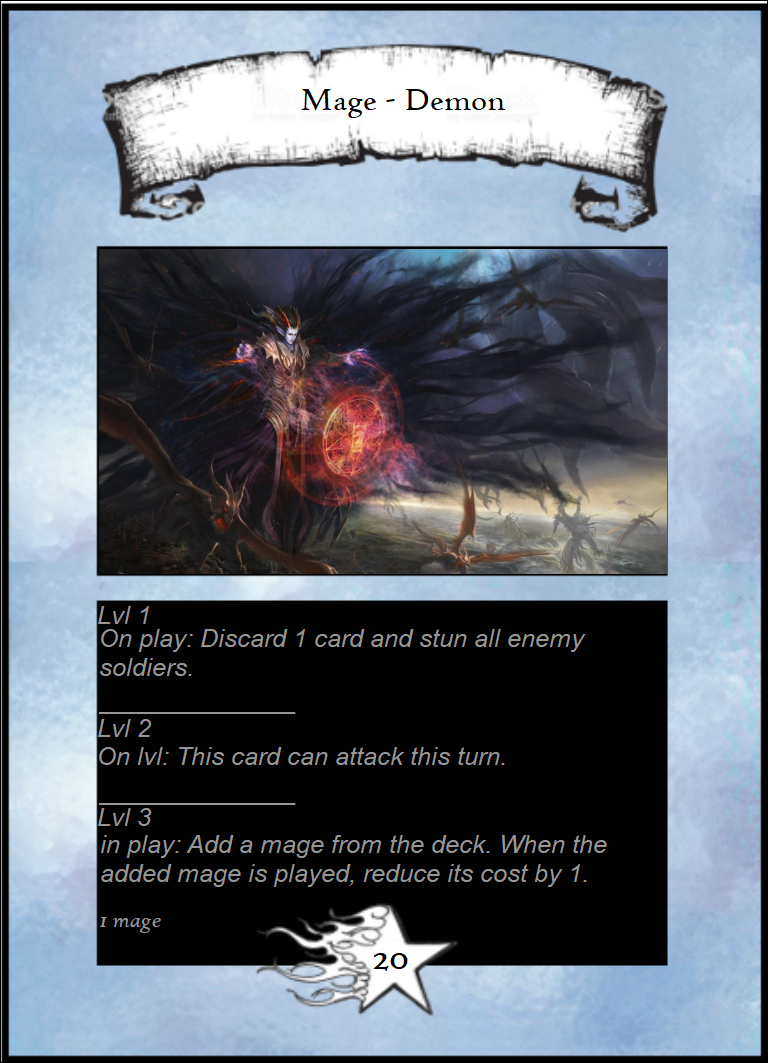 Mage - Demon
Lvl 1
On play: Discard 1 card and stun all enemy
soldiers.
Lvl 2
On lvl: This card can attack this turn.
Lvl 3
in play: Add a mage from the deck. When the
added mage is played, reduce its cost by 1.
1 mage
20